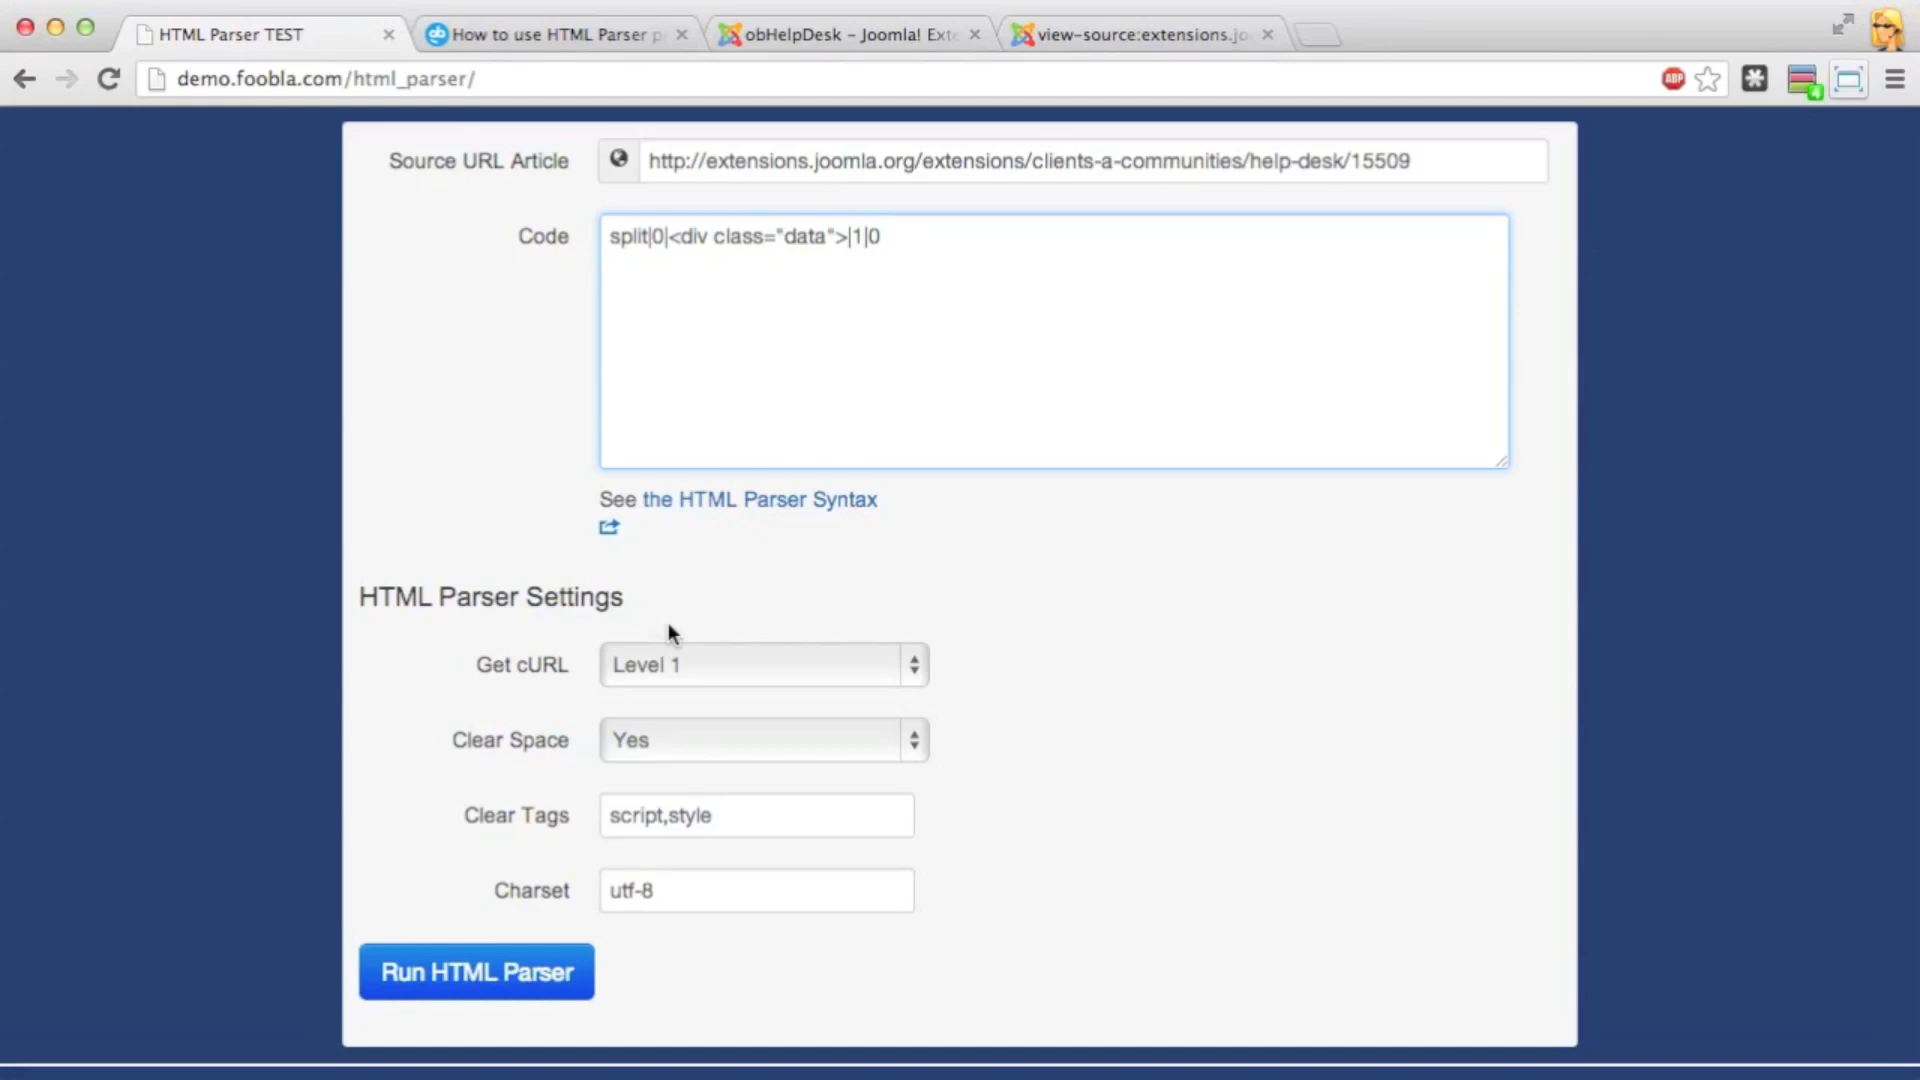 HTML Parser TEST
How to use HTML Parser p
obHelpDesk – Joomla! Exte
view-source:extensions.jo
demo.foobla.com/html_parser/
ABP
4
Source URL Article
http://extensions.joomla.org/extensions/clients-a-communities/help-desk/15509
Code
split|0|<div class="data">|1|0
See the HTML Parser Syntax
HTML Parser Settings
Get cURL
Level 1
Clear Space
Yes
Clear Tags
script,style
Charset
utf-8
Run HTML Parser